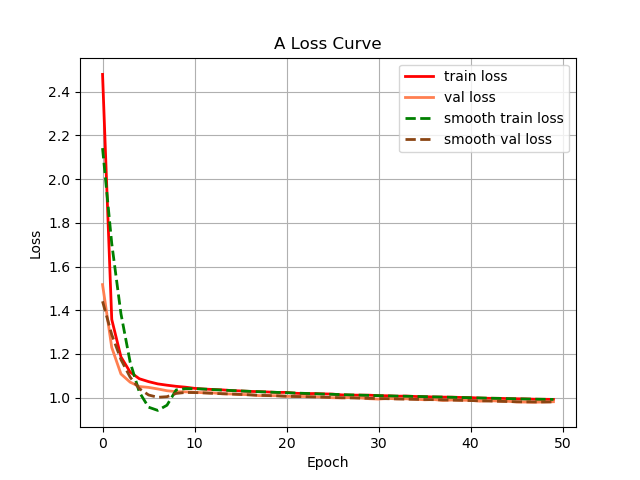 A Loss Curve
train loss
val loss
smooth train loss
smooth val loss
Loss
2.4
2.2
2.0
1.8
1.6
1.4
1.2
1.0
0 10 20 30 40 50
Epoch